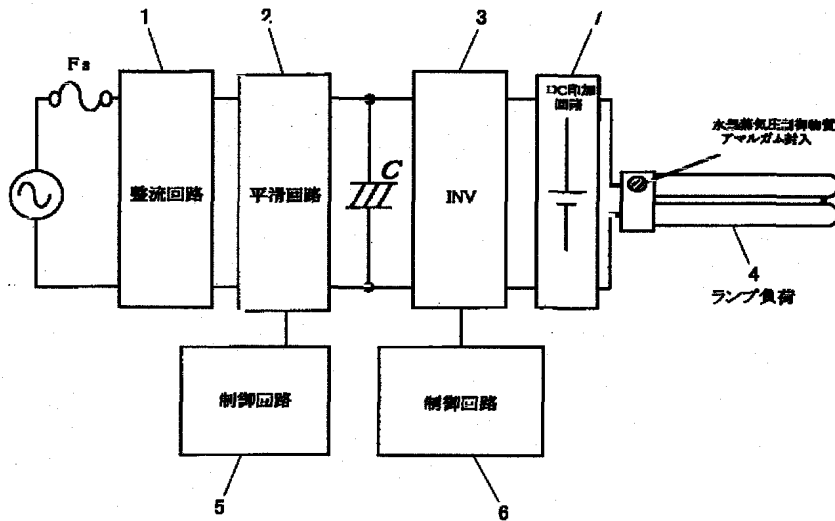 1
2
3
Fs
DC印加
回路
水銀蒸気圧制御物質
アマルガム封入
整流回路
平滑回路
C
INV
4
ランプ負荷
制御回路
制御回路
5
6